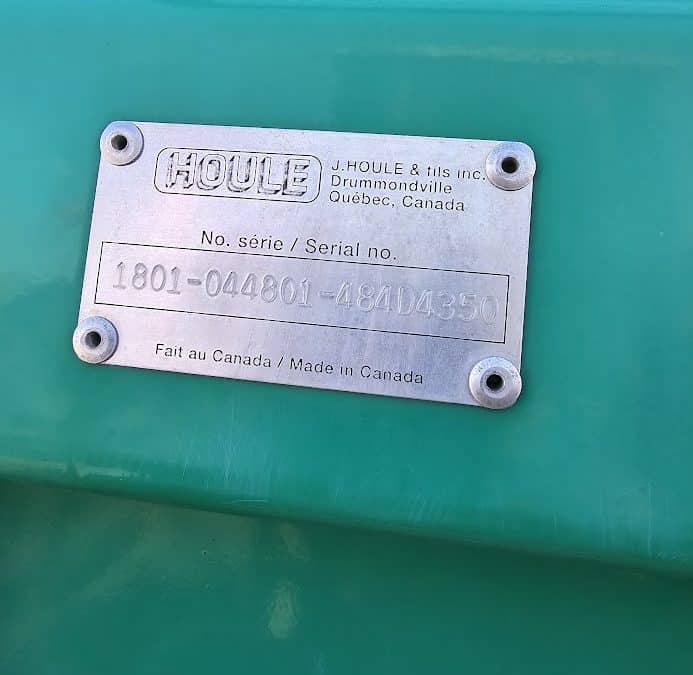 HOULE
J.HOULE & fils inc.
Drummondville
Québec, Canada
No. série / Serial no.
1801-044801-484D4350
Fait au Canada / Made in Canada